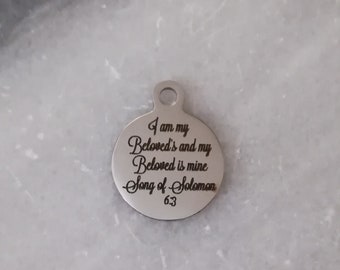 I am my
Beloved's and my
Beloved is mine
Song of Solomon
6:3